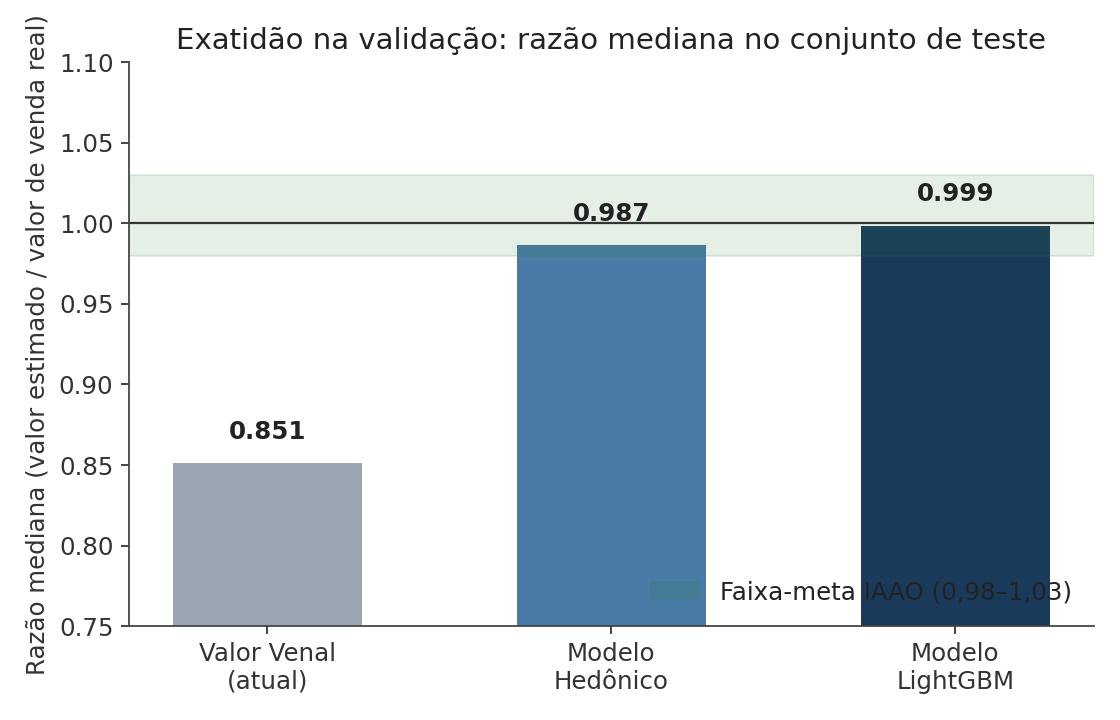 Exatidão na validação: razão mediana no conjunto de teste
Razão mediana (valor estimado / valor de venda real)
1.10
1.05
1.00
0.95
0.90
0.85
0.80
0.75
0.851
0.987
0.999
Faixa-meta IAAO (0,98–1,03)
Valor Venal
(atual)
Modelo
Hedônico
Modelo
LightGBM